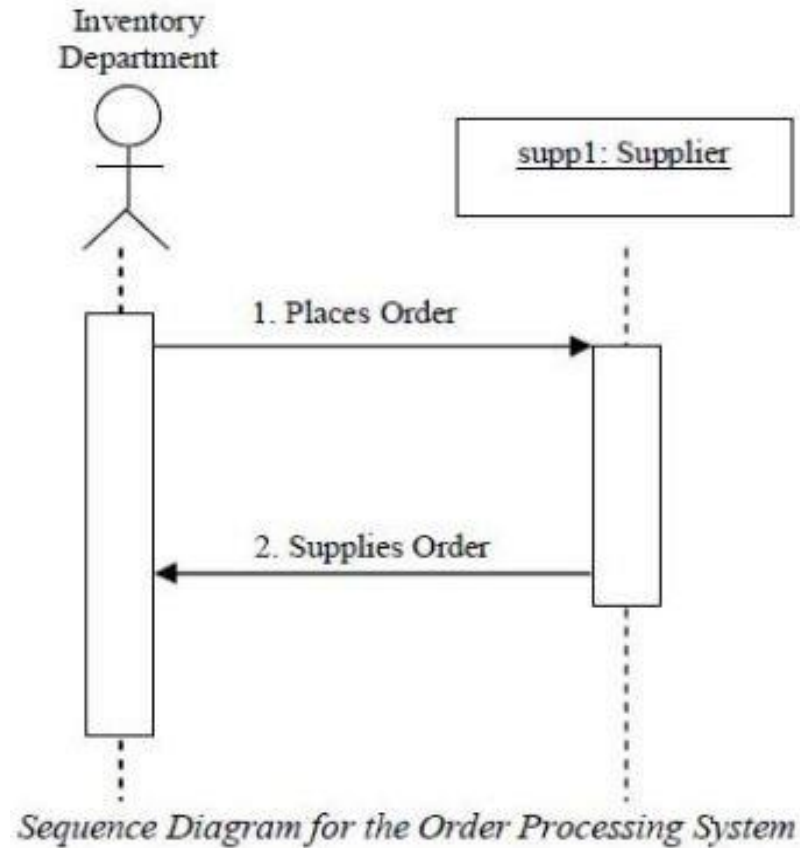 Inventory
Department
supp1: Supplier
1. Places Order
2. Supplies Order
Sequence Diagram for the Order Processing System